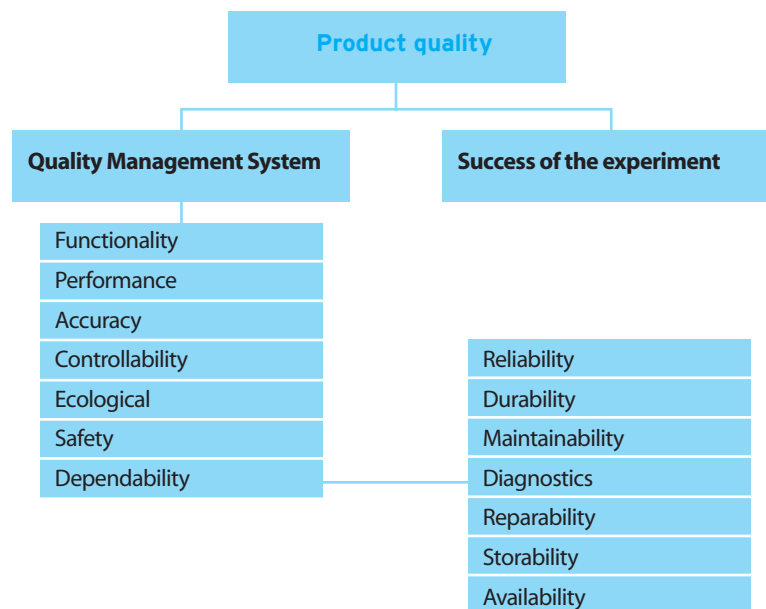 Product quality
Quality Management System
Success of the experiment
Functionality
Performance
Accuracy
Controllability
Ecological
Safety
Dependability
Reliability
Durability
Maintainability
Diagnostics
Reparability
Storability
Availability